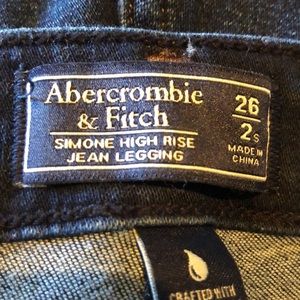 Abercrombie
& Fitch
SIMONE HIGH RISE
JEAN LEGGING
26
2S
MADE IN
CHINA
CRAFTED WITH